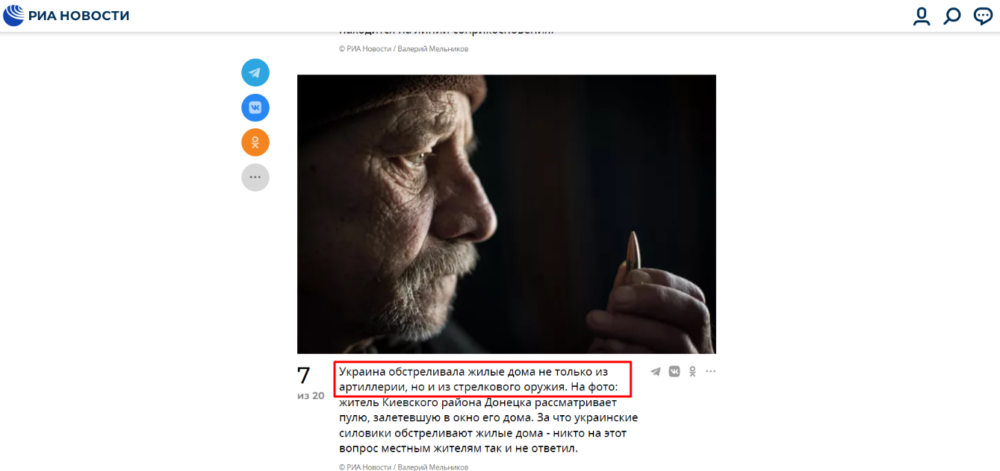 РИА НОВОСТИ
находится на линии соприкосновения.
© РИА Новости / Валерий Мельников
7
из 20
Украина обстреливала жилые дома не только из
артиллерии, но и из стрелкового оружия. На фото:
житель Киевского района Донецка рассматривает
пулю, залетевшую в окно его дома. За что украинские
силовики обстреливают жилые дома - никто на этот
вопрос местным жителям так и не ответил.
© РИА Новости / Валерий Мельников